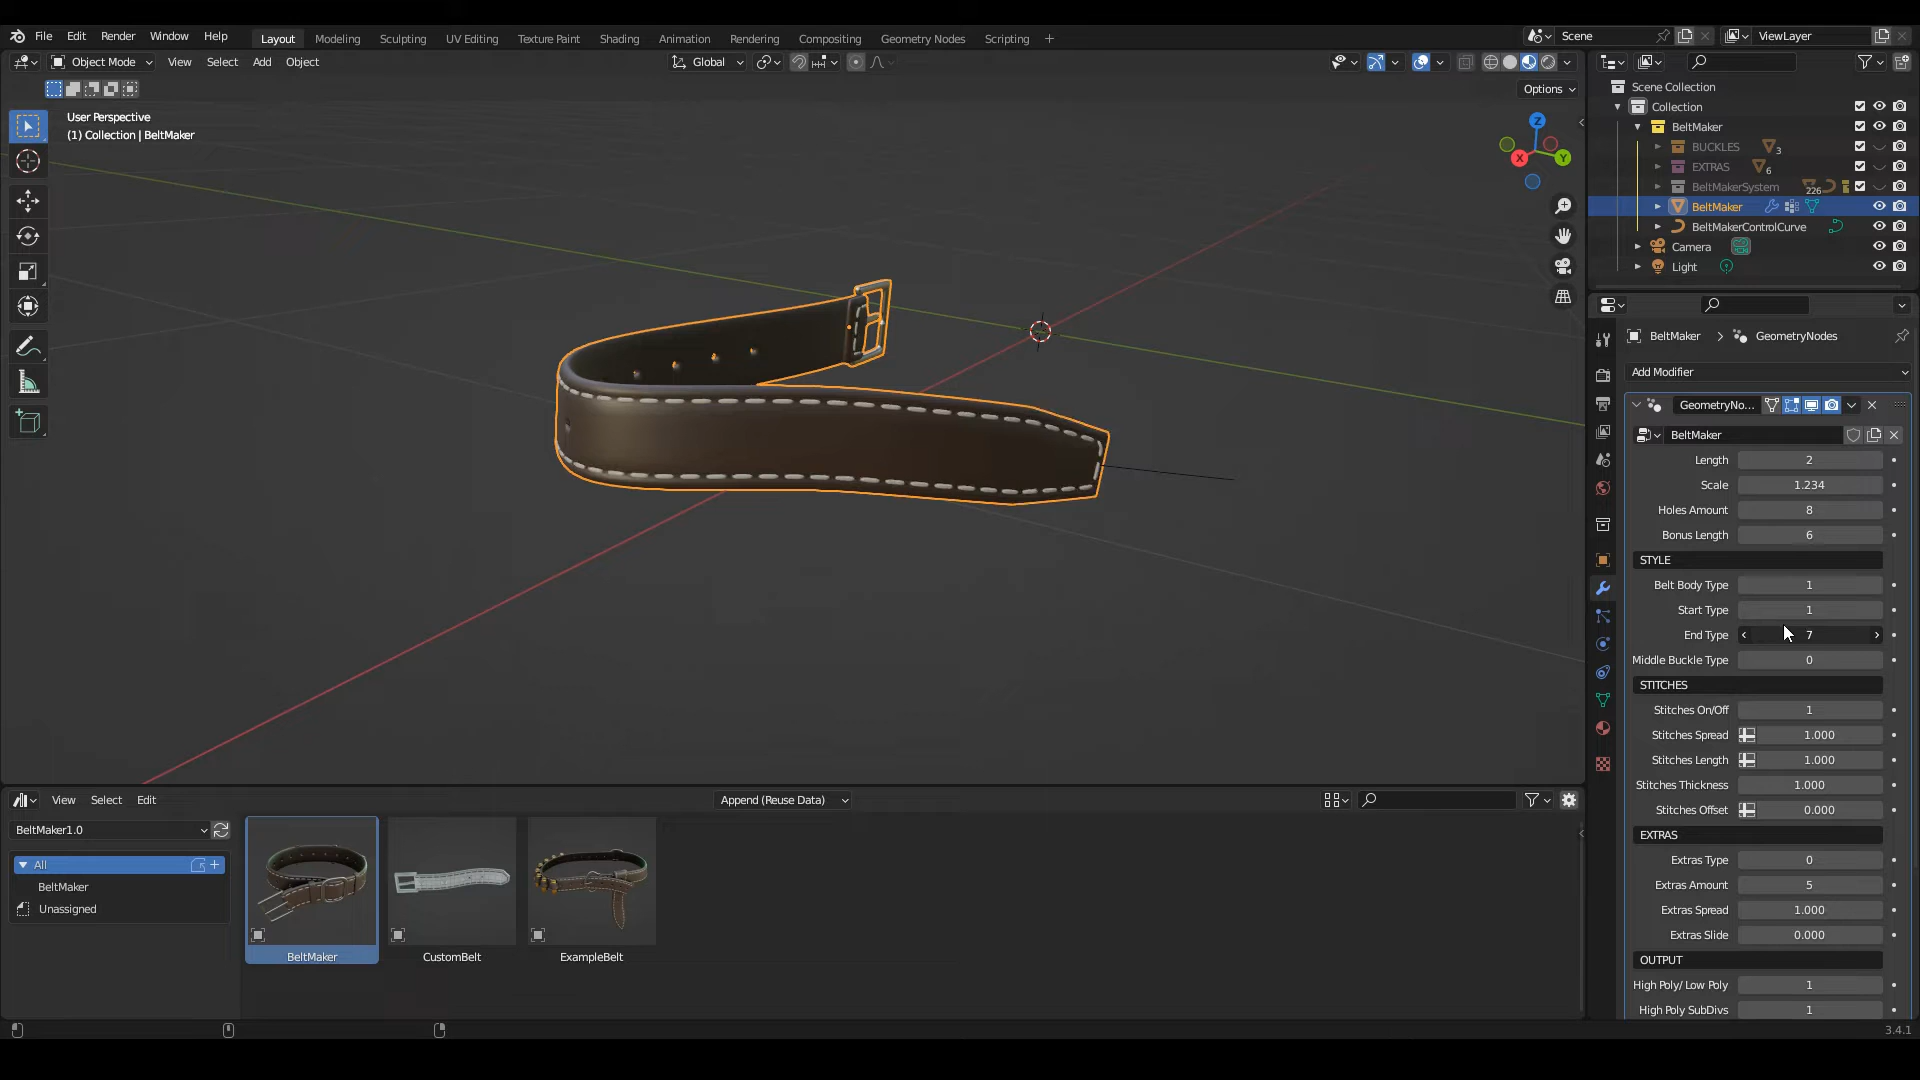 File Edit Render Window Help Layout Modeling Sculpting UV Editing Texture Paint Shading Animation Rendering Compositing Geometry Nodes Scripting + Scene ViewLayer
Object Mode View Select Add Object Global
Options
User Perspective
(1) Collection | BeltMaker
Z
X
Y
Scene Collection
Collection
BeltMaker
BUCKLES 3
EXTRAS 6
BeltMakerSystem 226
BeltMaker
BeltMakerControlCurve
Camera
Light
BeltMaker > GeometryNodes
Add Modifier
GeometryNo...
BeltMaker
Length 2
Scale 1.234
Holes Amount 8
Bonus Length 6
STYLE
Belt Body Type 1
Start Type 1
End Type 7
Middle Buckle Type 0
STITCHES
Stitches On/Off 1
Stitches Spread 1.000
Stitches Length 1.000
Stitches Thickness 1.000
Stitches Offset 0.000
EXTRAS
Extras Type 0
Extras Amount 5
Extras Spread 1.000
Extras Slide 0.000
OUTPUT
High Poly/ Low Poly 1
High Poly SubDivs 1
View Select Edit Append (Reuse Data)
BeltMaker1.0
All
BeltMaker
Unassigned
BeltMaker CustomBelt ExampleBelt
3.4.1